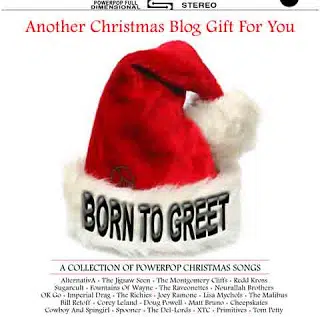 POWERPOP FULL
DIMENSIONAL
STEREO
Another Christmas Blog Gift For You
BORN TO GREET
A COLLECTION OF POWERPOP CHRISTMAS SONGS
AlternativA - The Jigsaw Seen - The Montgomery Cliffs - Redd Kross
Sugarcult - Fountains Of Wayne - The Raveonettes - Nourallah Brothers
OK Go - Imperial Drag - The Richies - Joey Ramone - Lisa Mychols - The Malibus
Bill Retoff - Corey Leland - Doug Powell - Matt Bruno - Cheepskates
Cowboy And Spingirl - Spooner - The Del-Lords - XTC - Primitives - Tom Petty